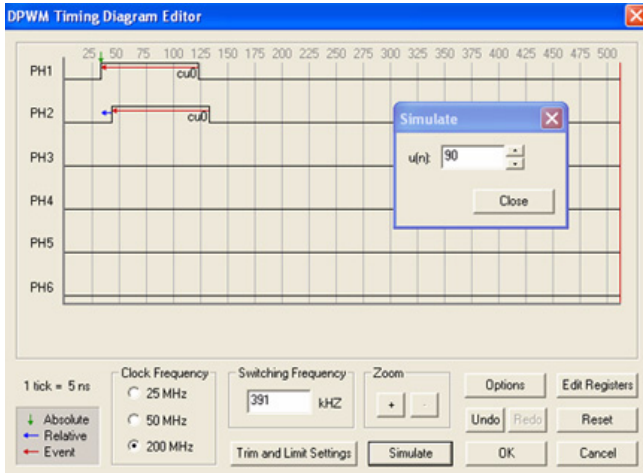 DPWM Timing Diagram Editor
25 50 75 100 125 150 175 200 225 250 275 300 325 350 375 400 425 450 475 500
PH1
cu0
PH2
cu0
PH3
PH4
PH5
PH6
Simulate
u(n): 90
Close
1 tick = 5 ns
Absolute
Relative
Event
Clock Frequency
25 MHz
50 MHz
200 MHz
Switching Frequency
391 kHZ
Zoom
+ -
Trim and Limit Settings
Simulate
Options
Edit Registers
Undo
Redo
Reset
OK
Cancel